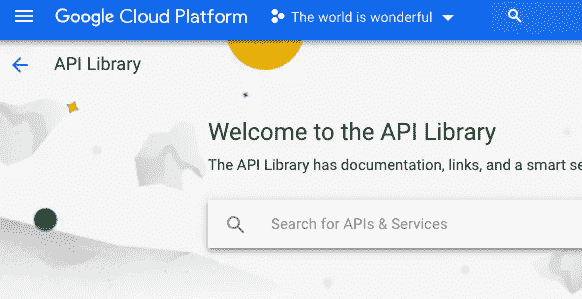 Google Cloud Platform The world is wonderful
API Library
Welcome to the API Library
The API Library has documentation, links, and a smart
Search for APIs & Services